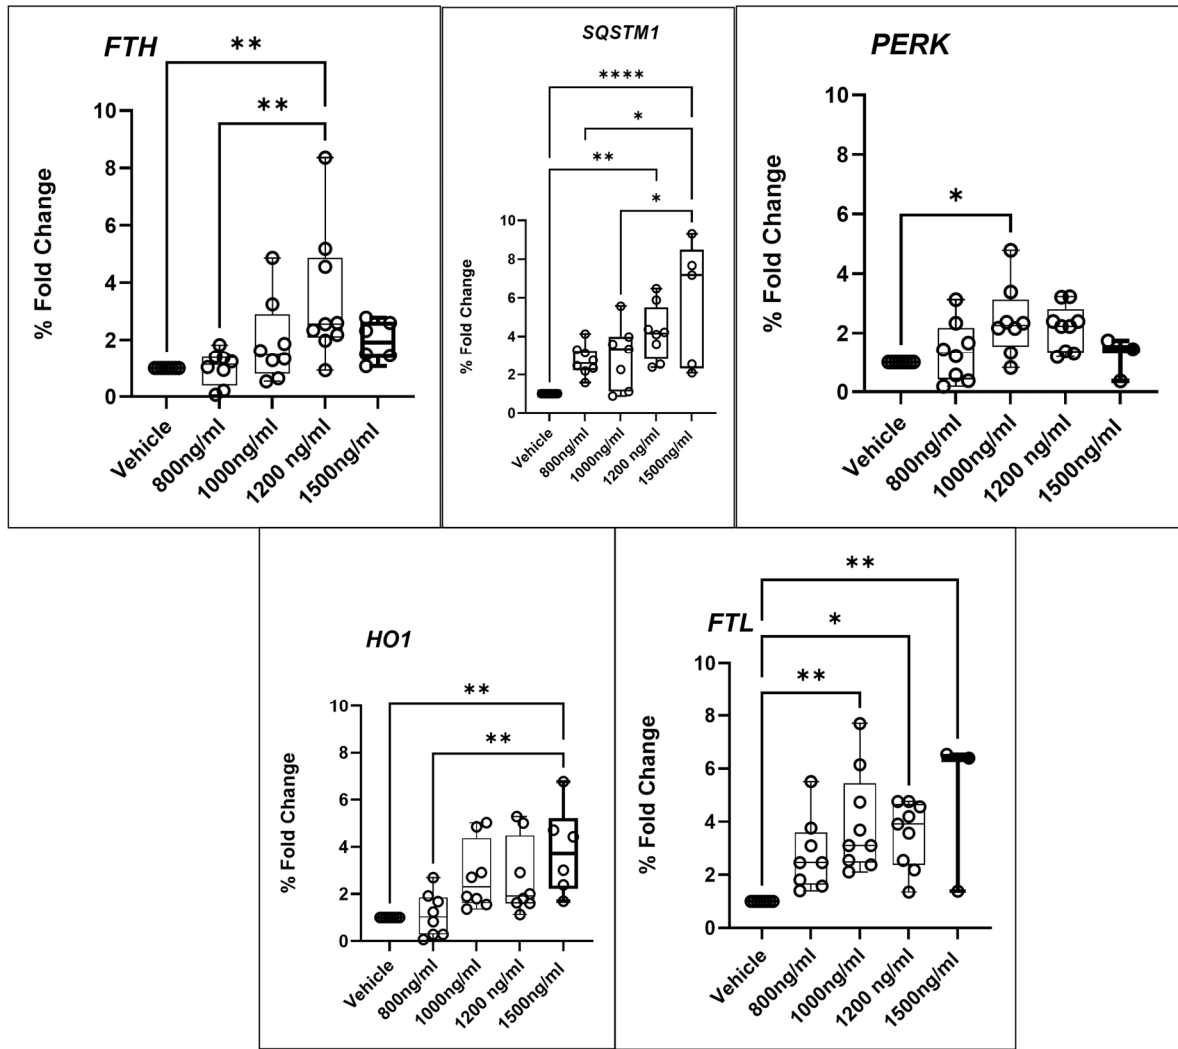 FTH
**
**
% Fold Change
10
8
6
4
2
0
Vehicle
800ng/ml
1000ng/ml
1200 ng/ml
1500ng/ml
SQSTM1
****
*
**
*
% Fold Change
10
8
6
4
2
0
Vehicle
800ng/ml
1000ng/ml
1200 ng/ml
1500ng/ml
PERK
*
% Fold Change
10
8
6
4
2
0
Vehicle
800ng/ml
1000ng/ml
1200 ng/ml
1500ng/ml
HO1
**
**
% Fold Change
10
8
6
4
2
0
Vehicle
800ng/ml
1000ng/ml
1200 ng/ml
1500ng/ml
FTL
**
*
**
% Fold Change
10
8
6
4
2
0
Vehicle
800ng/ml
1000ng/ml
1200 ng/ml
1500ng/ml